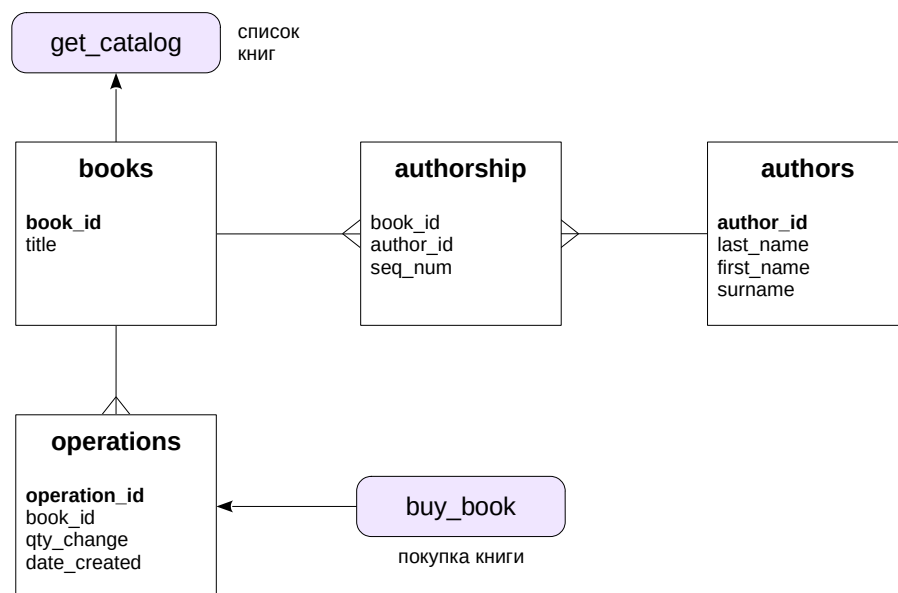 get_catalog
список
книг
books
book_id
title
authorship
book_id
author_id
seq_num
authors
author_id
last_name
first_name
surname
operations
operation_id
book_id
qty_change
date_created
buy_book
покупка книги